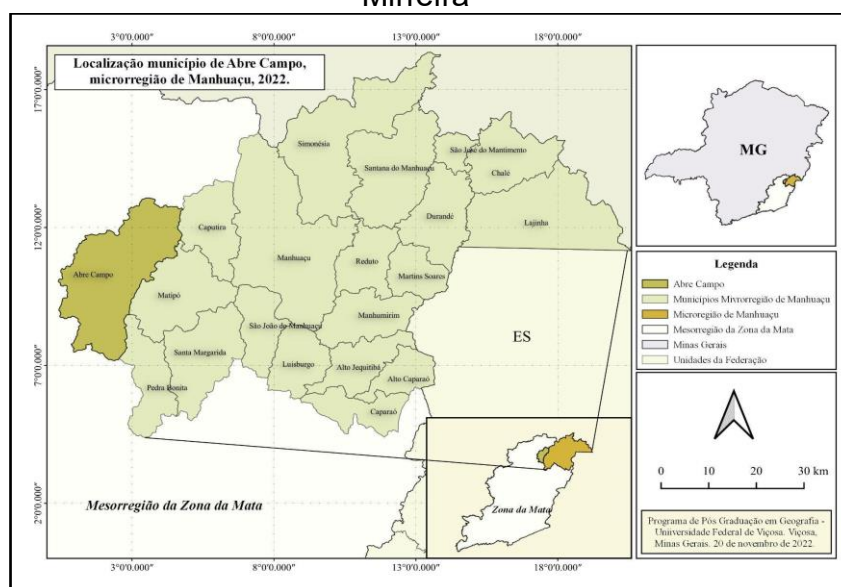 Mineira
3°0'0.000"
8°0'0.000"
13°0'0.000"
18°0'0.000"
Localização município de Abre Campo,
microrregião de Manhuaçu, 2022.
17°0'0.000"
12°0'0.000"
7°0'0.000"
2°0'0.000"
Simonésia
Santana do Manhuaçu
São José do Mantimento
Chalé
Caputira
Durandé
Lajinha
Abre Campo
Manhuaçu
Reduto
Martins Soares
Matipó
São João do Manhuaçu
Manhumirim
Santa Margarida
Luisburgo
Alto Jequitibá
Alto Caparaó
Pedra Bonita
Caparaó
ES
Mesorregião da Zona da Mata
Zona da Mata
3°0'0.000"
8°0'0.000"
13°0'0.000"
18°0'0.000"
MG
Legenda
Abre Campo
Municípios Mivrorregião de Manhuaçu
Microregião de Manhuaçu
Mesorregião da Zona da Mata
Minas Gerais
Unidades da Federação
0 10 20 30 km
Programa de Pós Graduação em Geografia -
Uninversidade Federal de Viçosa. Viçosa,
Minas Gerais. 20 de novembro de 2022.